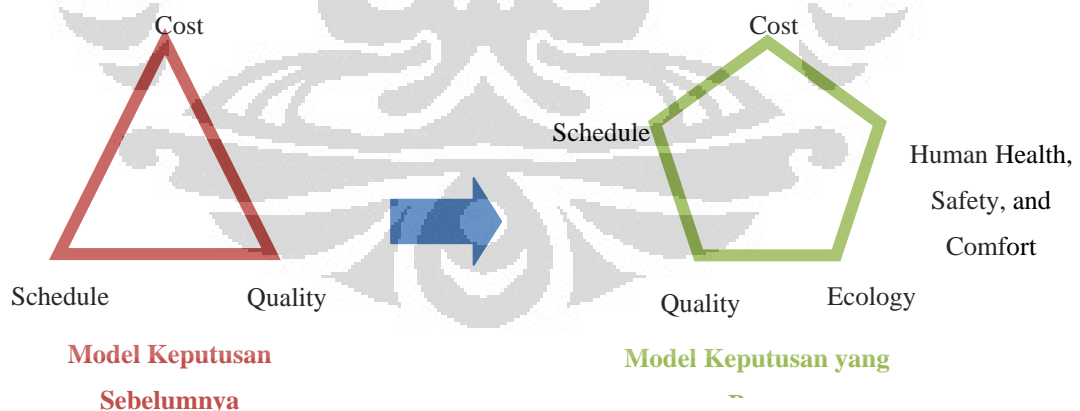 Cost
Schedule
Quality
Model Keputusan
Sebelumnya
Cost
Schedule
Human Health,
Safety, and
Comfort
Quality
Ecology
Model Keputusan yang